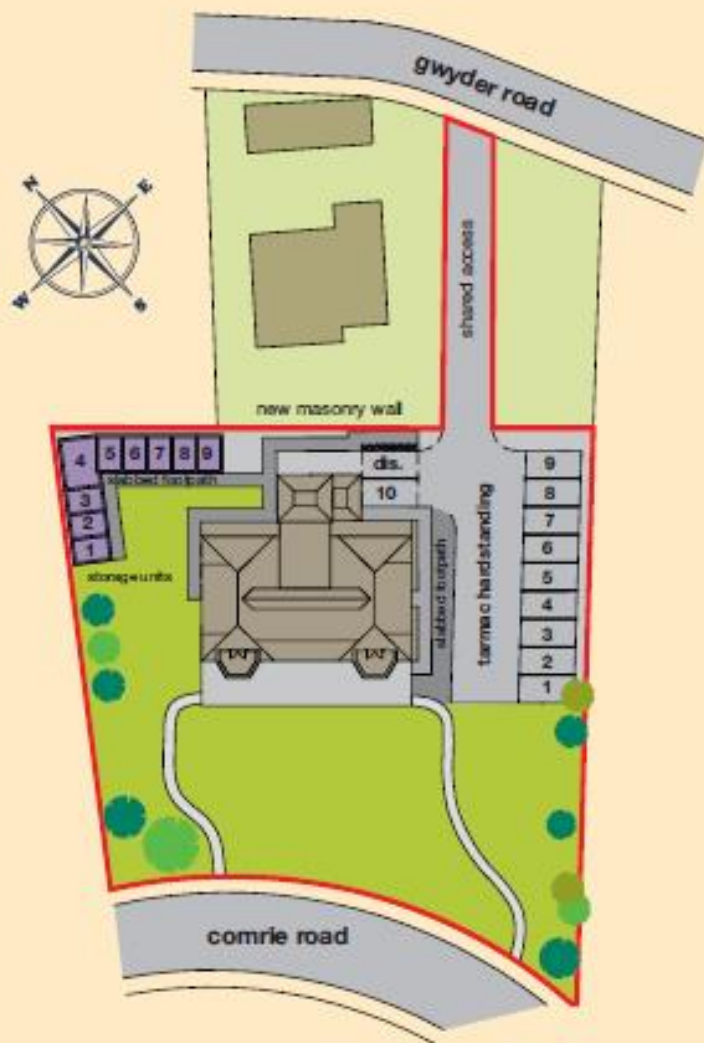 gwyder road
N
E
W
S
shared access
new masonry wall
4
5 6 7 8 9
slabbed footpath
3
2
1
storage units
dis.
10
slabbed footpath
tarmac hardstanding
9
8
7
6
5
4
3
2
1
comrie road